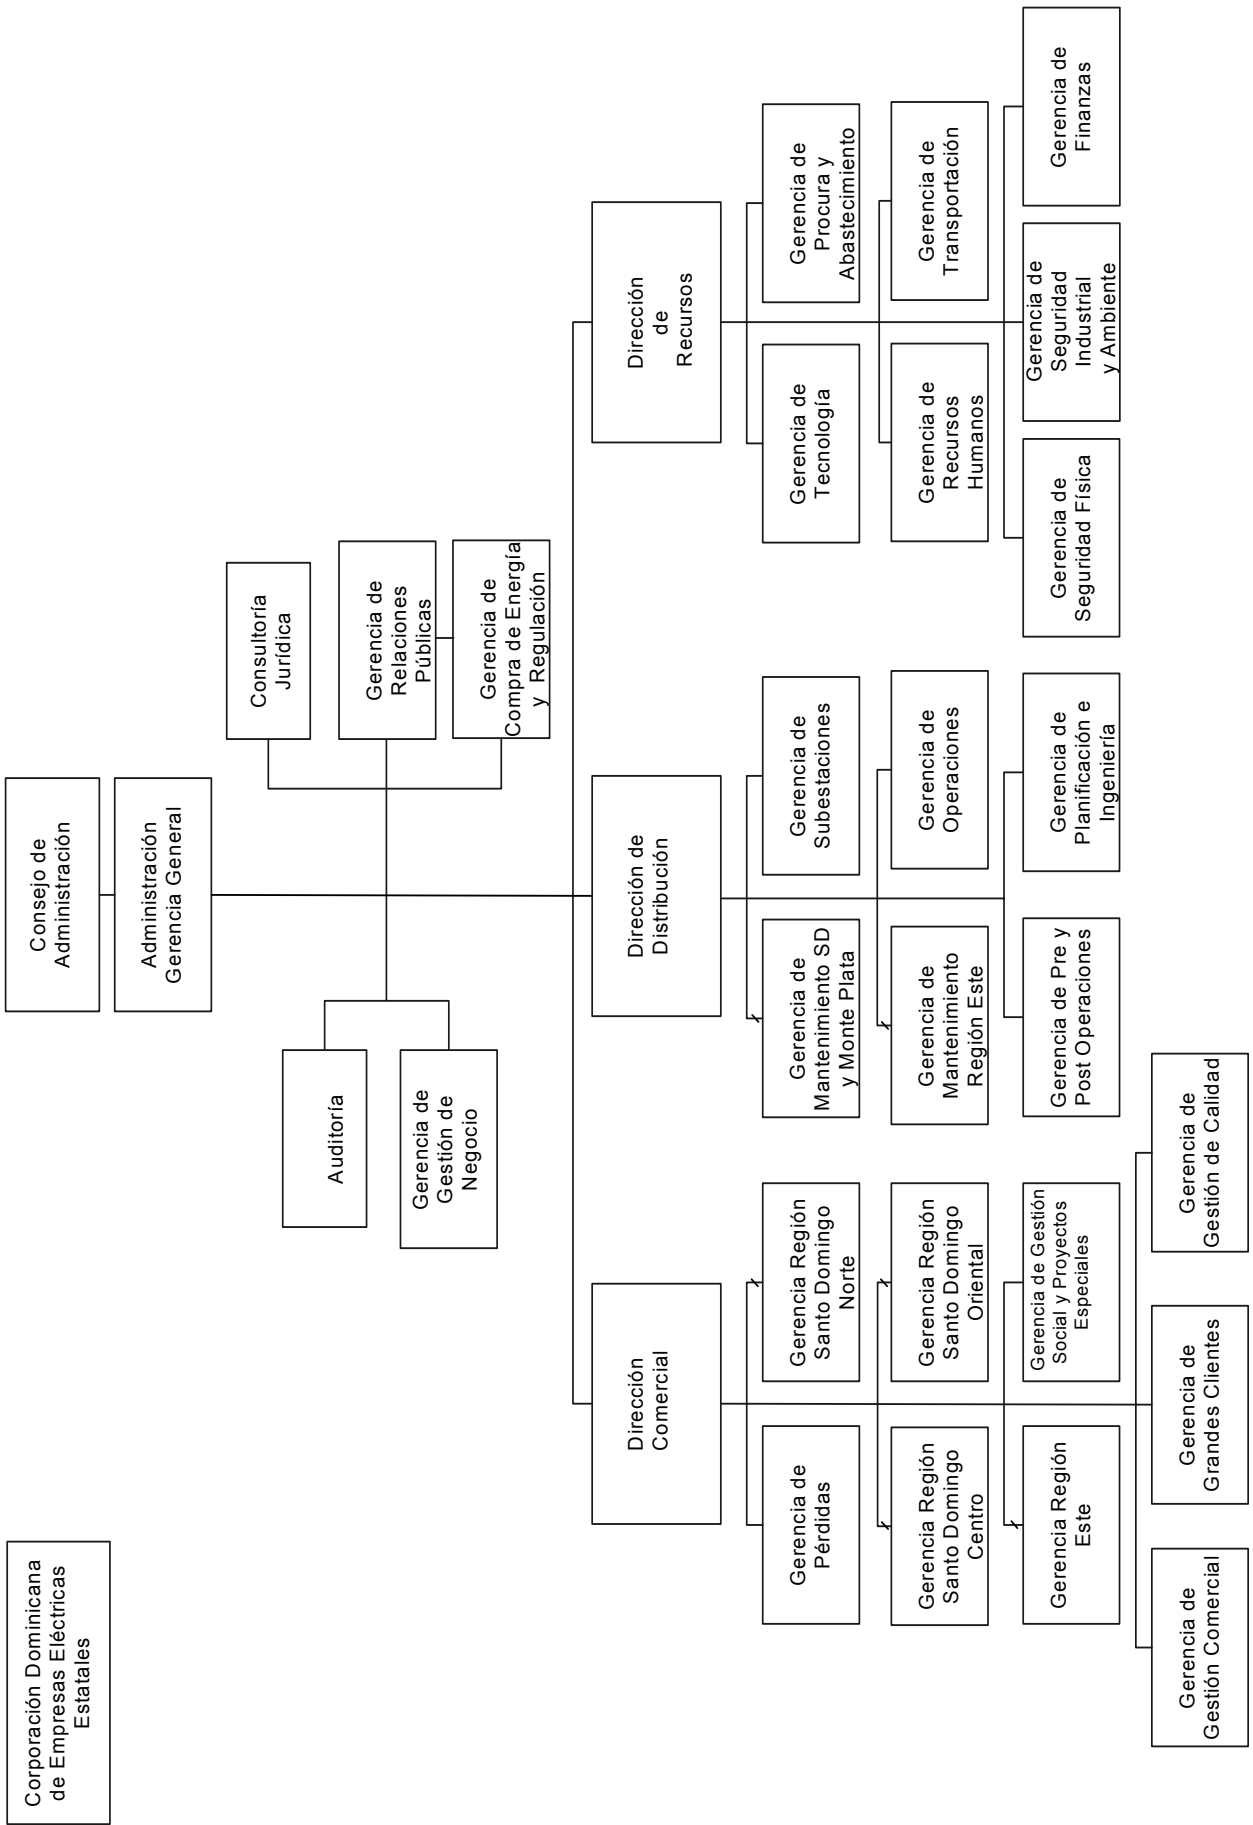 Corporación Dominicana
de Empresas Eléctricas
Estatales
Consejo de
Administración
Administración
Gerencia General
Consultoría
Jurídica
Auditoría
Gerencia de
Relaciones
Públicas
Gerencia de
Gestión de
Negocio
Gerencia de
Compra de Energía
y Regulación
Dirección
Comercial
Dirección de
Distribución
Dirección
de
Recursos
Gerencia de
Pérdidas
Gerencia Región
Santo Domingo
Norte
Gerencia de
Mantenimiento SD
y Monte Plata
Gerencia de
Subestaciones
Gerencia de
Tecnología
Gerencia de
Procura y
Abastecimiento
Gerencia Región
Santo Domingo
Centro
Gerencia Región
Santo Domingo
Oriental
Gerencia de
Mantenimiento
Región Este
Gerencia de
Operaciones
Gerencia de
Recursos
Humanos
Gerencia de
Transportación
Gerencia Región
Este
Gerencia de Gestión
Social y Proyectos
Especiales
Gerencia de Pre y
Post Operaciones
Gerencia de
Planificación e
Ingeniería
Gerencia de
Seguridad Física
Gerencia de
Seguridad
Industrial
y Ambiente
Gerencia de
Finanzas
Gerencia de
Gestión Comercial
Gerencia de
Grandes Clientes
Gerencia de
Gestión de Calidad